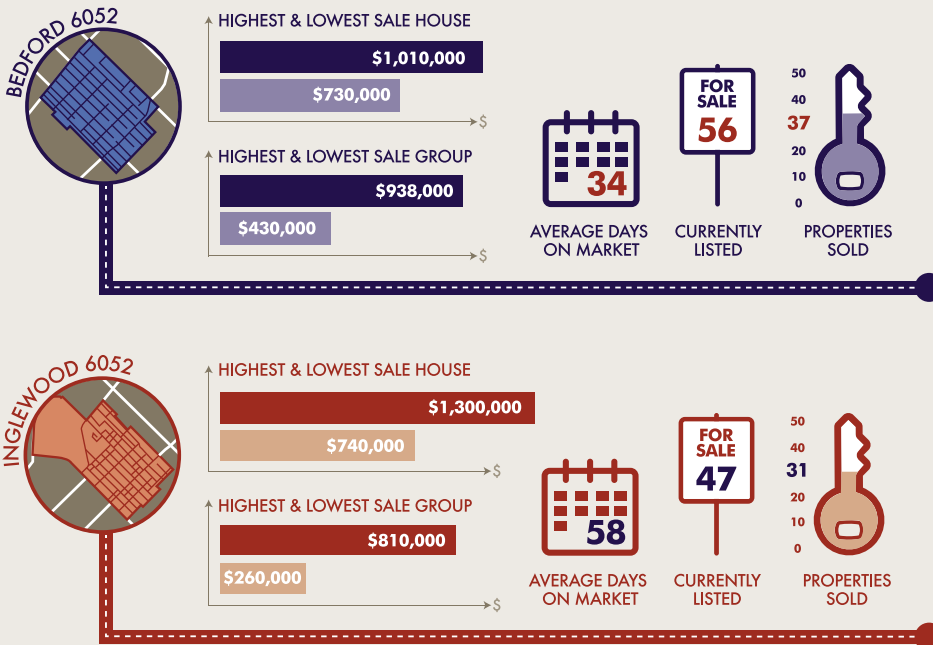 BEDFORD 6052
HIGHEST & LOWEST SALE HOUSE
$1,010,000
$730,000
$
HIGHEST & LOWEST SALE GROUP
$938,000
$430,000
$
34
AVERAGE DAYS
ON MARKET
FOR
SALE
56
CURRENTLY
LISTED
50
40
37
20
10
0
PROPERTIES
SOLD
INGLEWOOD 6052
HIGHEST & LOWEST SALE HOUSE
$1,300,000
$740,000
$
HIGHEST & LOWEST SALE GROUP
$810,000
$260,000
$
58
AVERAGE DAYS
ON MARKET
FOR
SALE
47
CURRENTLY
LISTED
50
40
31
20
10
0
PROPERTIES
SOLD